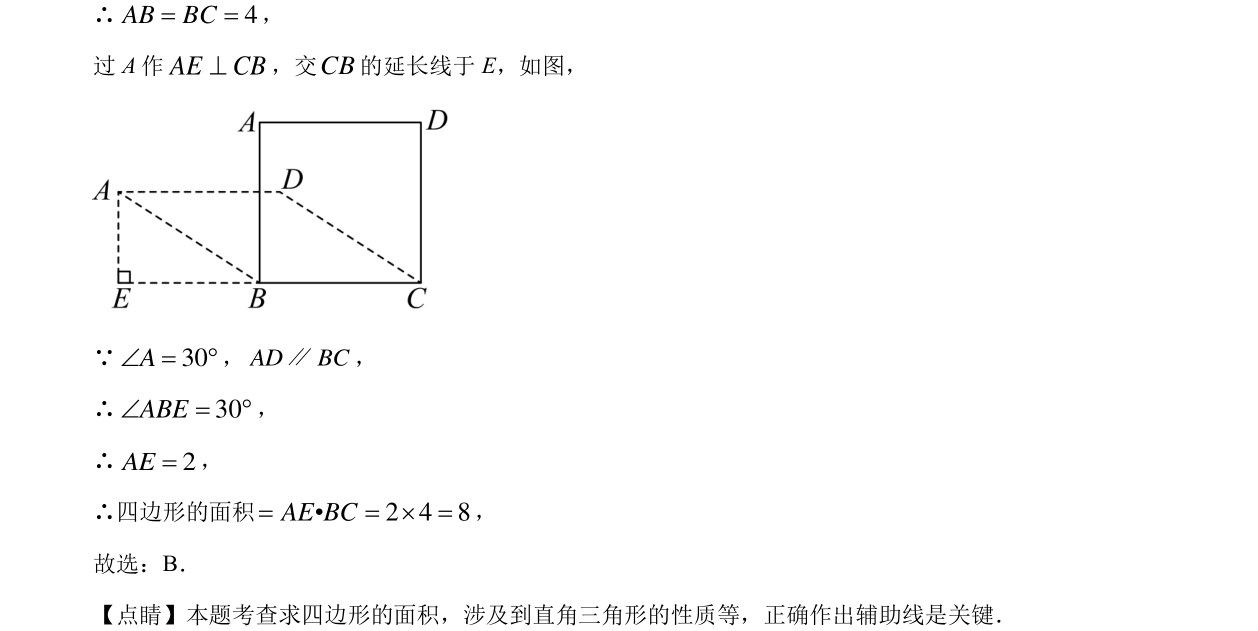 ∴ AB = BC = 4，
过 A 作 AE ⊥ CB，交 CB 的延长线于 E，如图，
A D
A D
E B C
∵ ∠A = 30°， AD ∥ BC，
∴ ∠ABE = 30°，
∴ AE = 2，
∴四边形的面积 = AE•BC = 2×4 = 8，
故选：B．
【点睛】本题考查求四边形的面积，涉及到直角三角形的性质等，正确作出辅助线是关键．